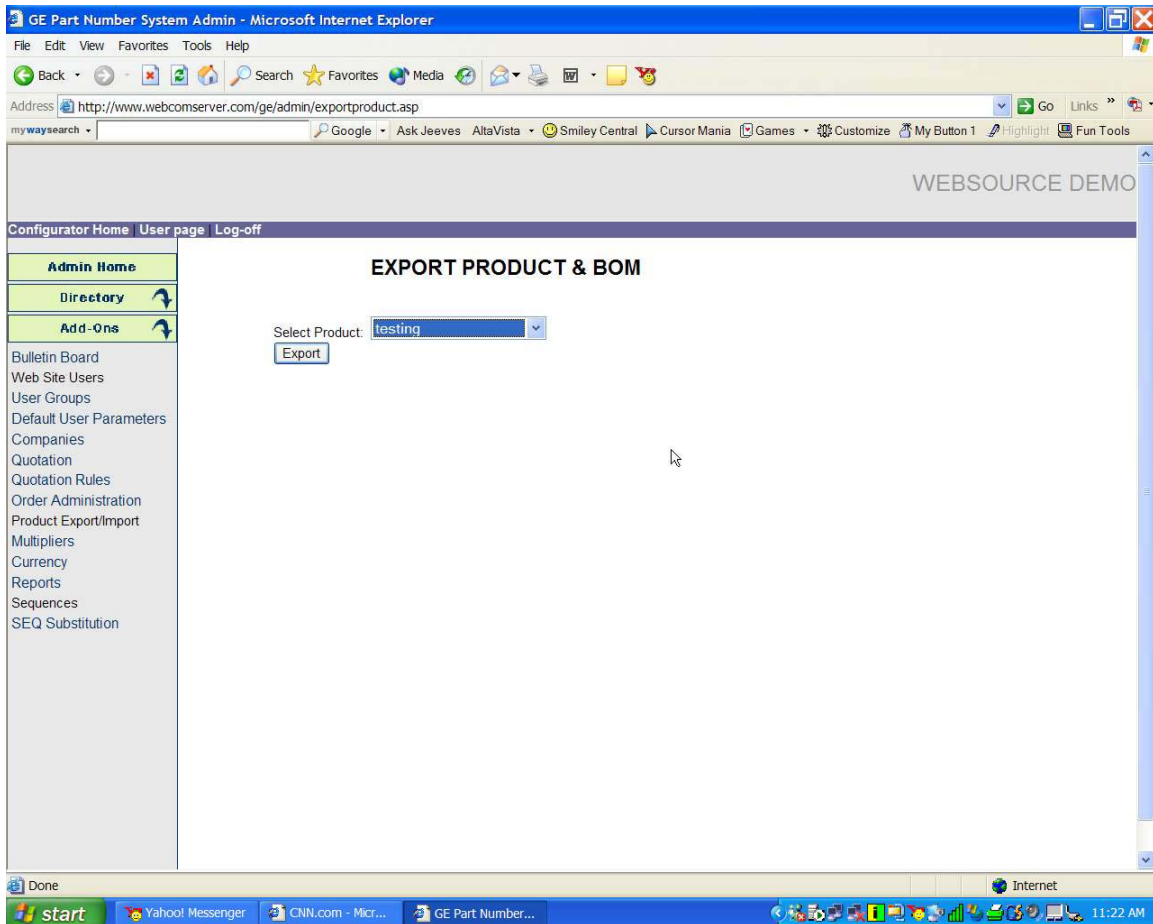 GE Part Number System Admin - Microsoft Internet Explorer
File Edit View Favorites Tools Help
Back Search Favorites Media
Address http://www.webcomserver.com/ge/admin/exportproduct.asp Go Links »
mywaysearch Google Ask Jeeves AltaVista Smiley Central Cursor Mania Games Customize My Button 1 Highlight Fun Tools
WEBSOURCE DEMO
Configurator Home | User page | Log-off
Admin Home
Directory
Add-Ons
Bulletin Board
Web Site Users
User Groups
Default User Parameters
Companies
Quotation
Quotation Rules
Order Administration
Product Export/Import
Multipliers
Currency
Reports
Sequences
SEQ Substitution
EXPORT PRODUCT & BOM
Select Product: testing
Export
Done Internet
start Yahoo! Messenger CNN.com - Micr... GE Part Number... 11:22 AM